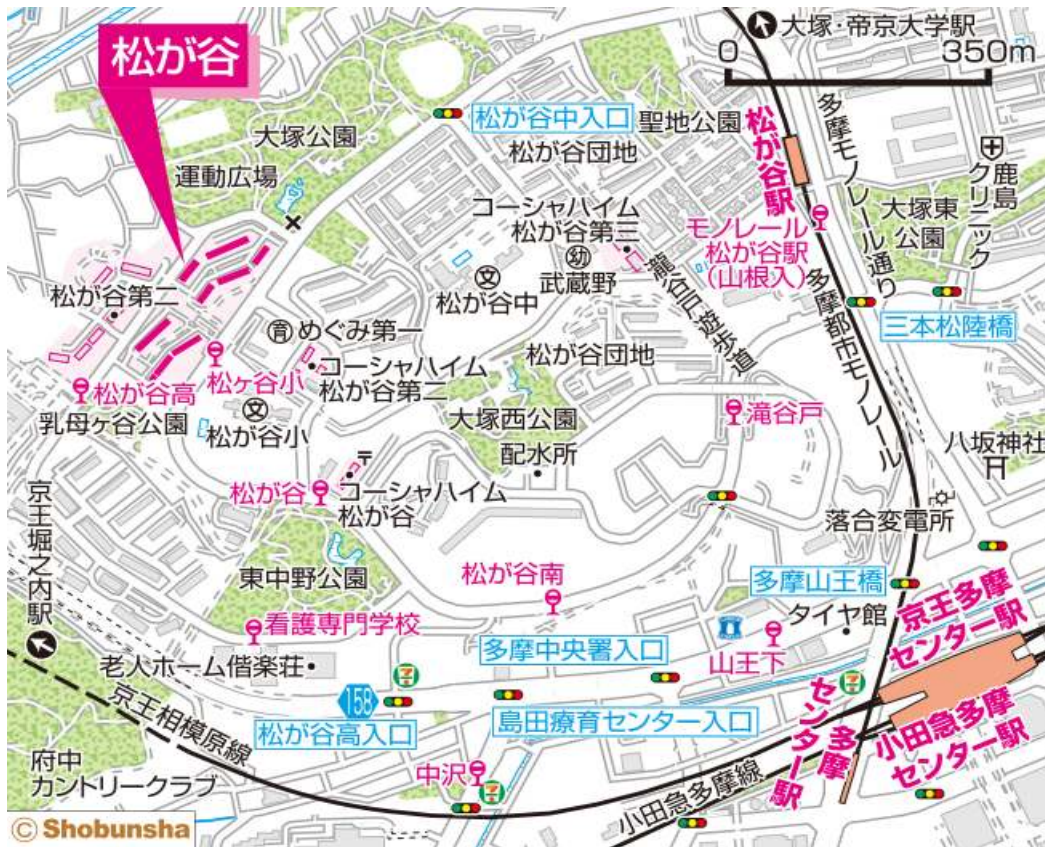 大塚・帝京大学駅
0 350m
松が谷
松が谷中入口
聖地公園
松が谷駅
多摩モノレール通り
鹿島
クリニック
大塚公園
松が谷団地
運動広場
コーシャハイム
松が谷第三
モノレール
松が谷駅
(山根入)
大塚東
公園
松が谷第二
文
松が谷中
幼
武蔵野
瀧谷戸遊歩道
多摩都市モノレール
三本松陸橋
育
めぐみ第一
松が谷団地
松ヶ谷小
コーシャハイム
松が谷第二
松が谷高
乳母ヶ谷公園
文
松が谷小
大塚西公園
滝谷戸
配水所
八坂神社
〒
松が谷
コーシャハイム
松が谷
落合変電所
京王堀之内駅
東中野公園
松が谷南
多摩山王橋
タイヤ館
京王多摩
センター駅
看護専門学校
多摩中央署入口
山王下
老人ホーム偕楽荘
158
松が谷高入口
島田療育センター入口
多摩
センター駅
小田急多摩
センター駅
京王相模原線
府中
カントリークラブ
中沢
小田急多摩線
© Shobunsha